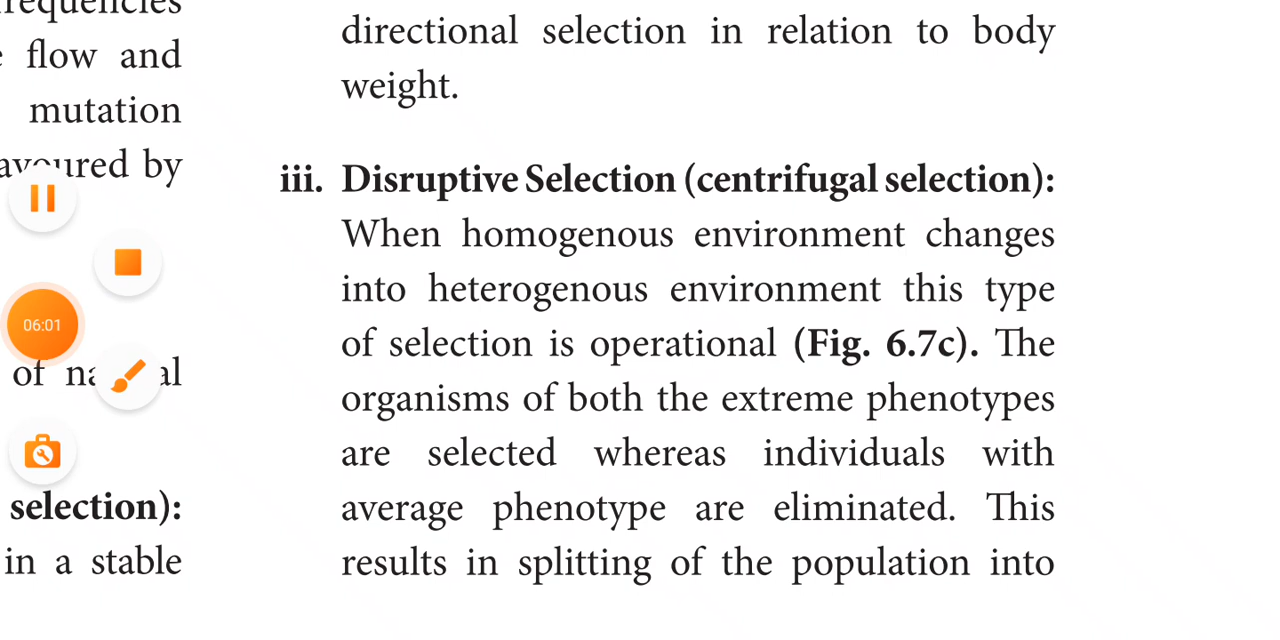 requencies
flow and
mutation
avoured by
of
selection):
in a stable
directional selection in relation to body
weight.
iii. Disruptive Selection (centrifugal selection):
When homogenous environment changes
into heterogenous environment this type
of selection is operational (Fig. 6.7c). The
organisms of both the extreme phenotypes
are selected whereas individuals with
average phenotype are eliminated. This
results in splitting of the population into
06:01